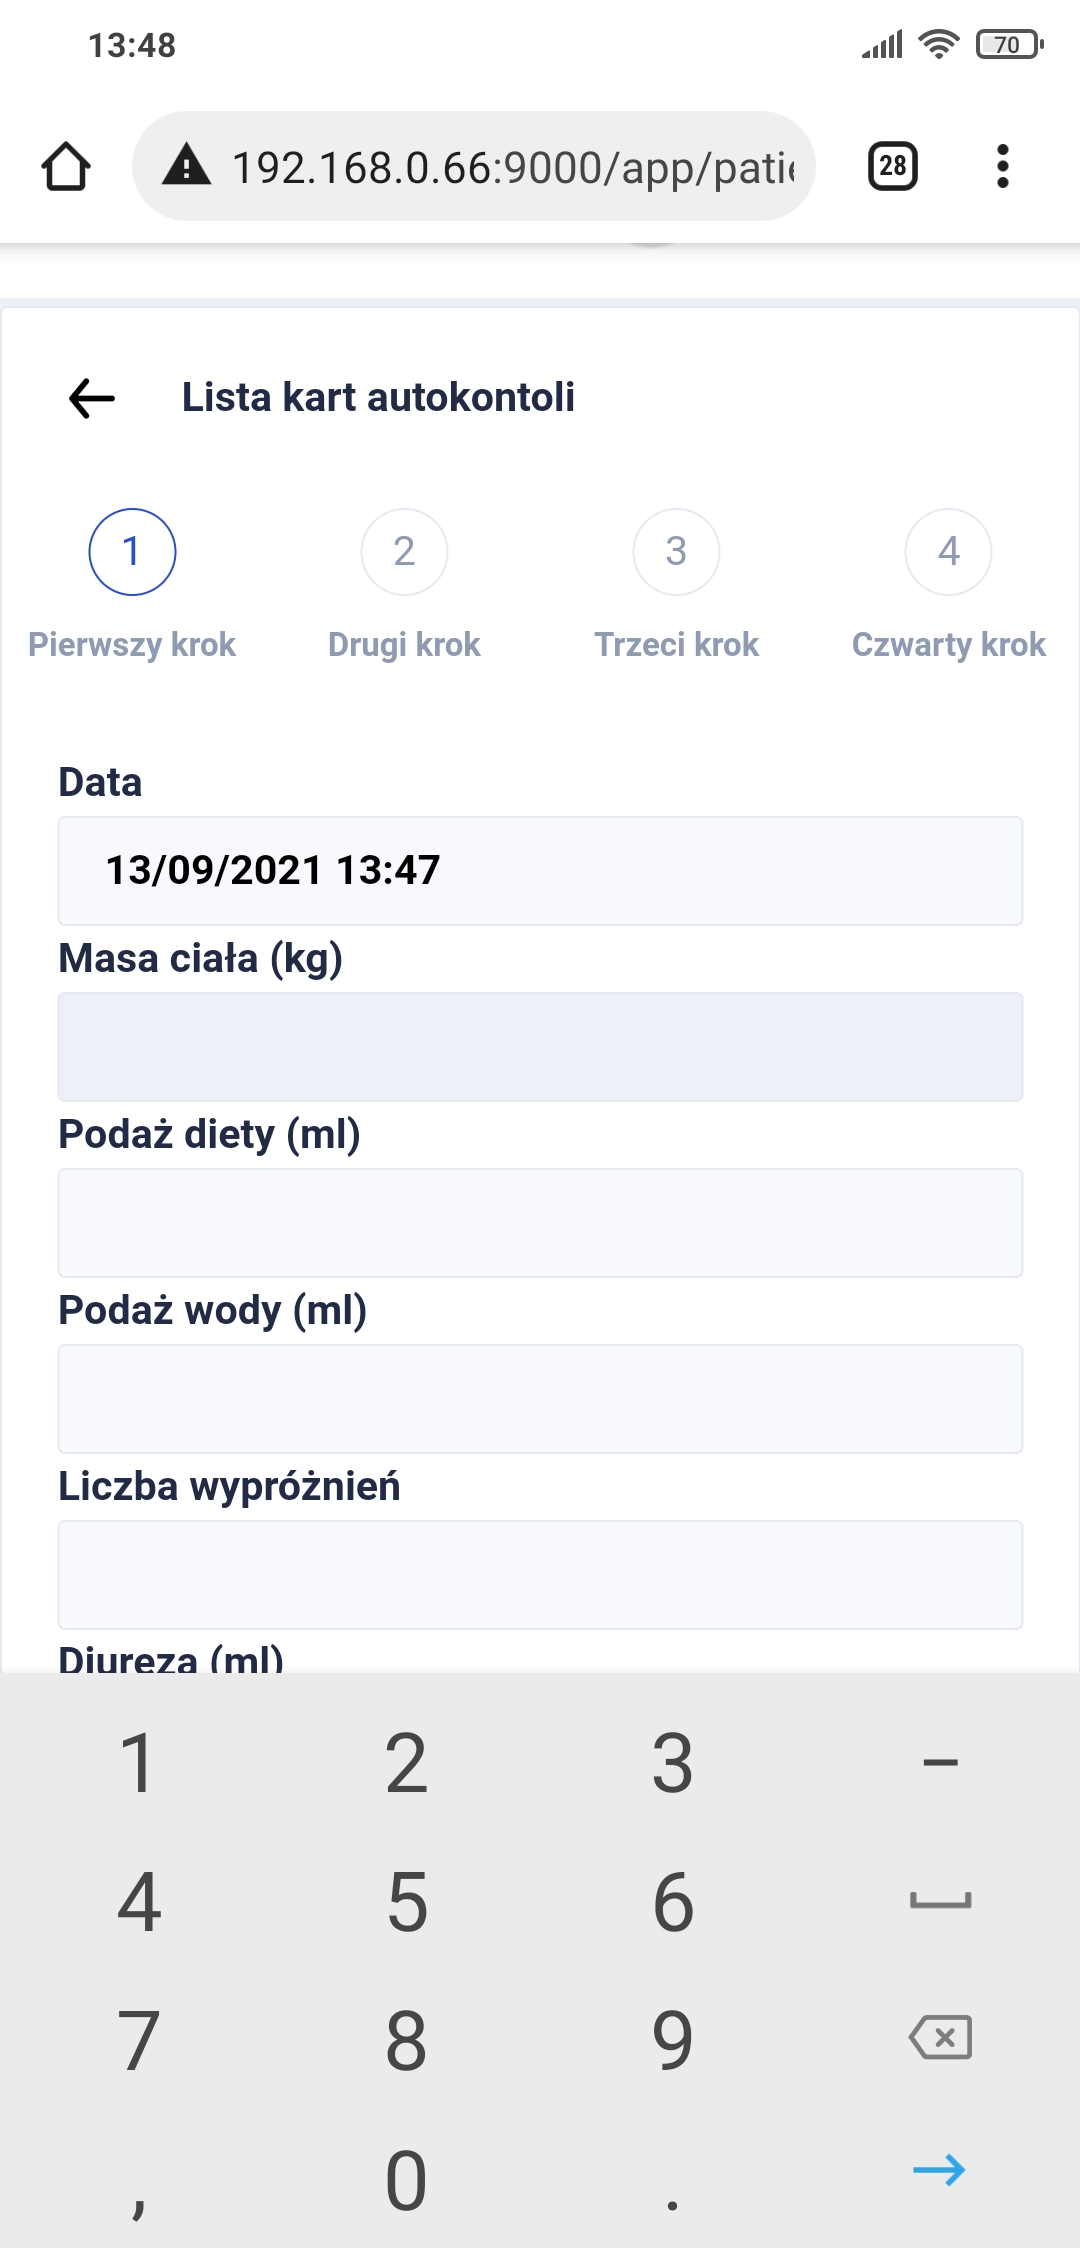 13:48
70
192.168.0.66:9000/app/patie
28
Lista kart autokontoli
1
2
3
4
Pierwszy krok
Drugi krok
Trzeci krok
Czwarty krok
Data
13/09/2021 13:47
Masa ciała (kg)
Podaż diety (ml)
Podaż wody (ml)
Liczba wypróżnień
Diureza (ml)
1 2 3 –
4 5 6
7 8 9
, 0 .